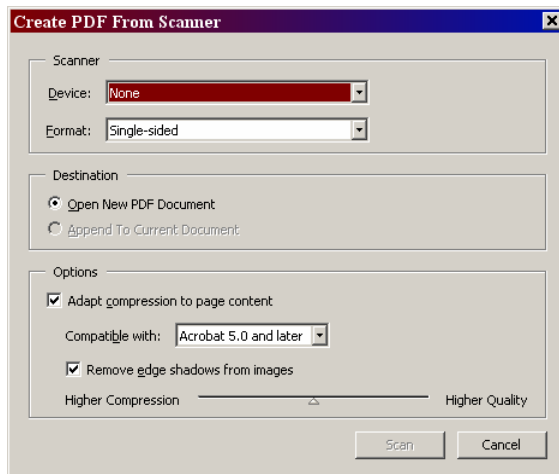 Create PDF From Scanner
Scanner
Device: None
Format: Single-sided
Destination
Open New PDF Document
Append To Current Document
Options
Adapt compression to page content
Compatible with: Acrobat 5.0 and later
Remove edge shadows from images
Higher Compression Higher Quality
Scan Cancel